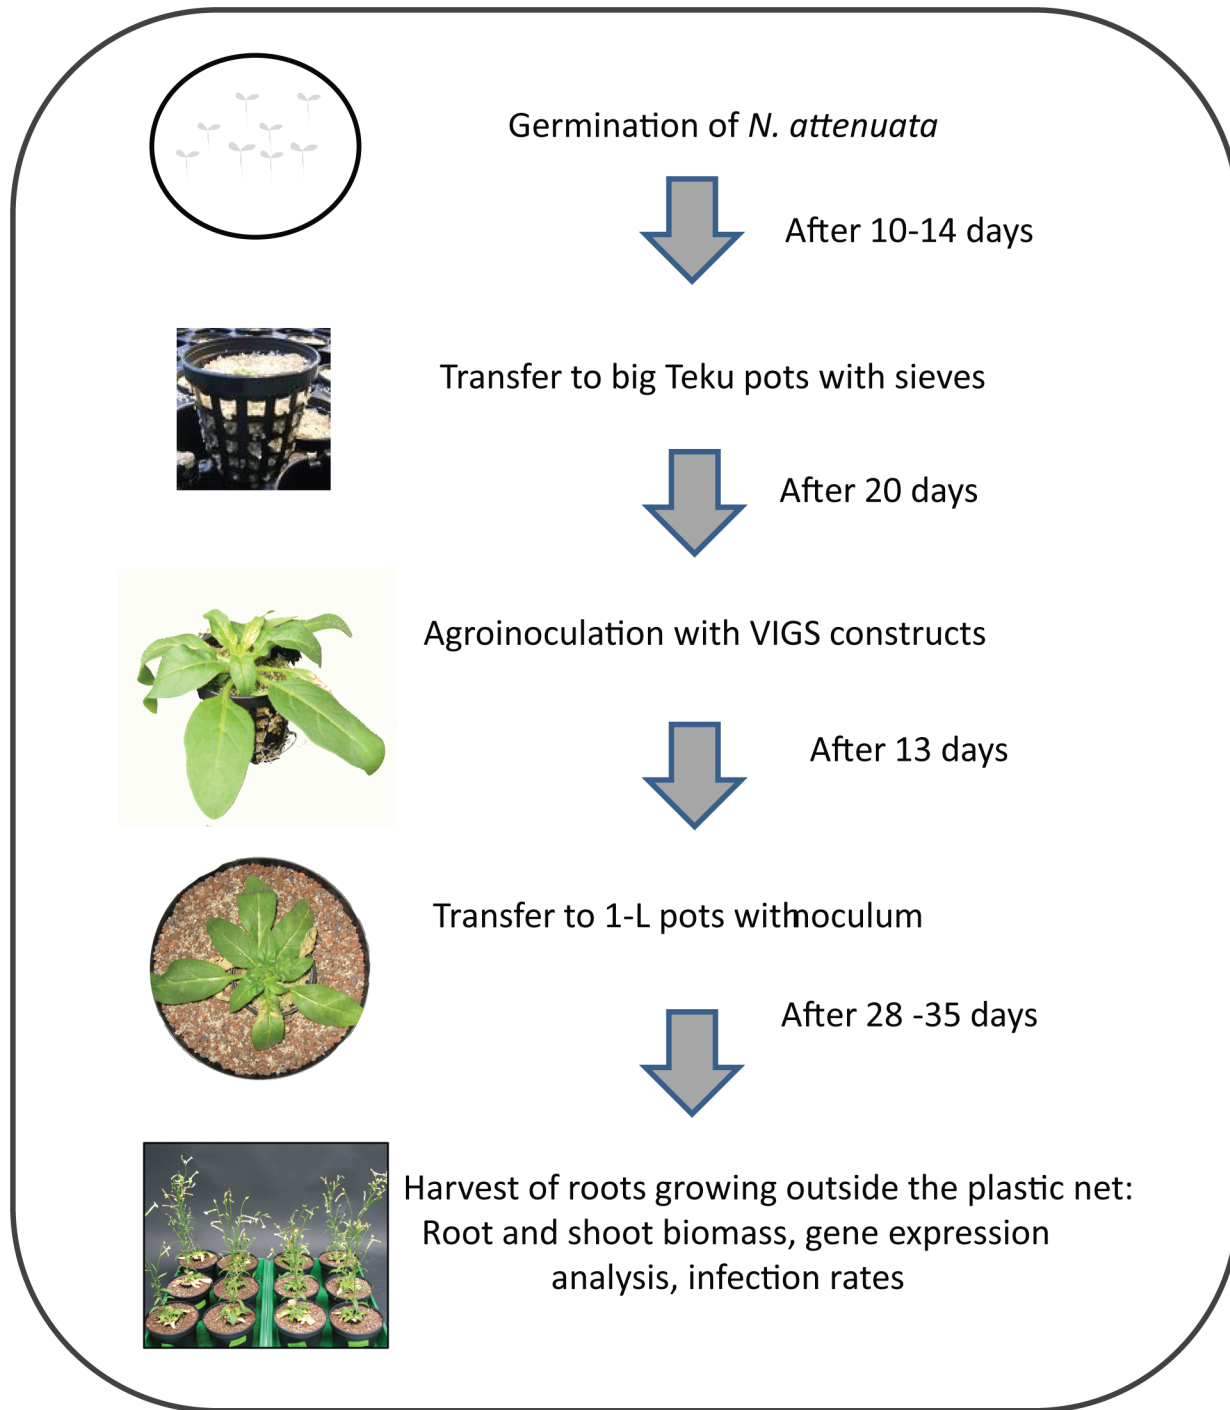 Germination of N. attenuata
After 10-14 days
Transfer to big Teku pots with sieves
After 20 days
Agroinoculation with VIGS constructs
After 13 days
Transfer to 1-L pots withnoculum
After 28 -35 days
Harvest of roots growing outside the plastic net:
Root and shoot biomass, gene expression
analysis, infection rates